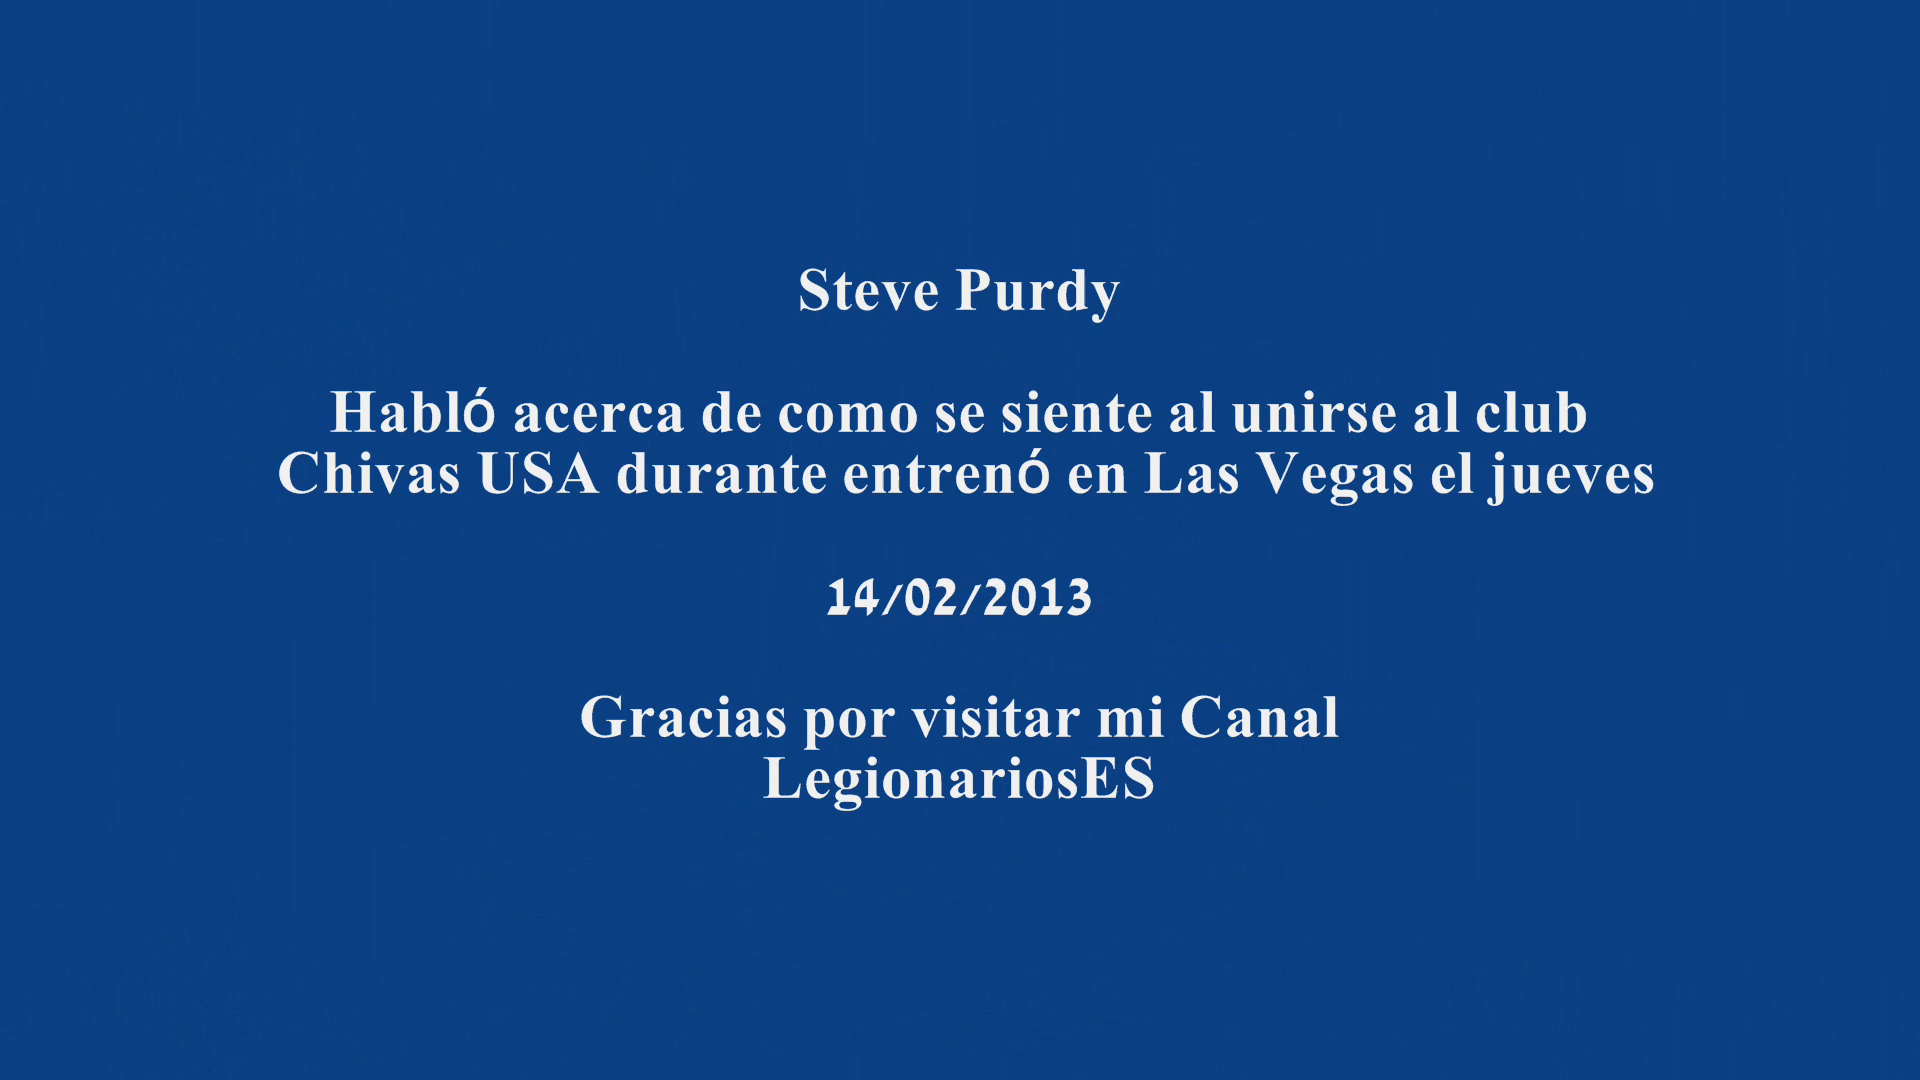 Steve Purdy
Habló acerca de como se siente al unirse al club
Chivas USA durante entrenó en Las Vegas el jueves
14/02/2013
Gracias por visitar mi Canal
LegionariosES